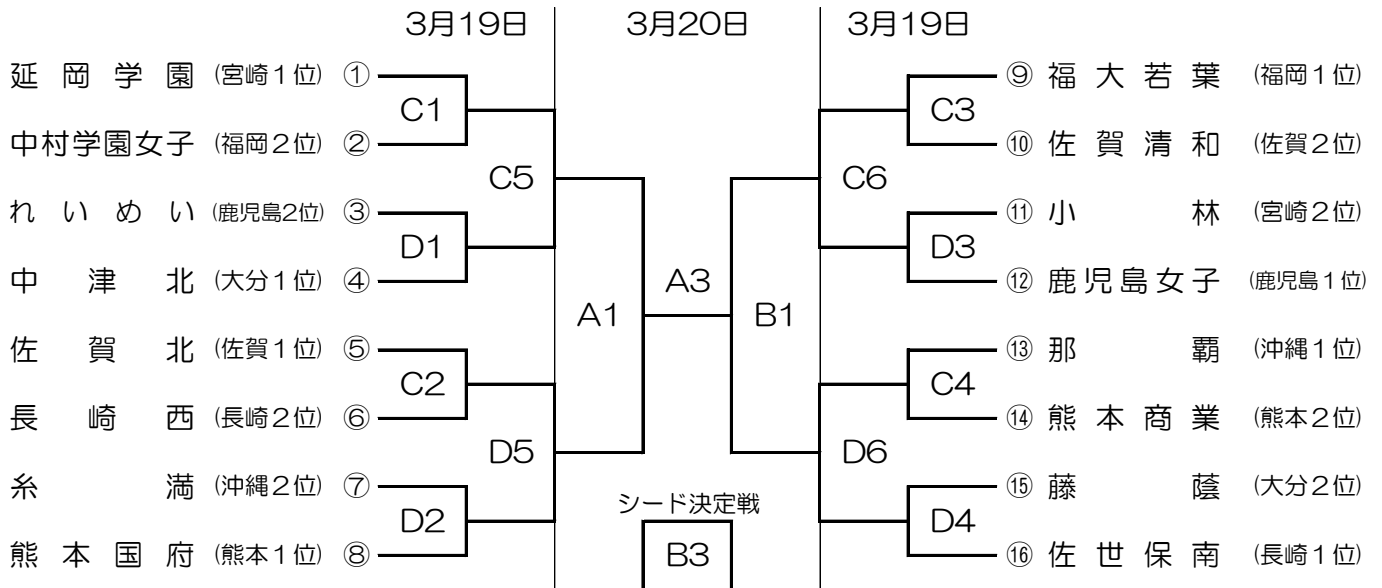 3月19日 3月20日 3月19日
延岡学園 (宮崎1位) ① ⑨ 福大若葉 (福岡1位)
C1 C3
中村学園女子 (福岡2位) ② ⑩ 佐賀清和 (佐賀2位)
C5 C6
れいめい (鹿児島2位) ③ ⑪ 小林 (宮崎2位)
D1 D3
中津北 (大分1位) ④ A3 ⑫ 鹿児島女子 (鹿児島1位)
A1 B1
佐賀北 (佐賀1位) ⑤ ⑬ 那覇 (沖縄1位)
C2 C4
長崎西 (長崎2位) ⑥ ⑭ 熊本商業 (熊本2位)
D5 D6
糸満 (沖縄2位) ⑦ ⑮ 藤蔭 (大分2位)
シード決定戦
D2 D4
熊本国府 (熊本1位) ⑧ B3 ⑯ 佐世保南 (長崎1位)